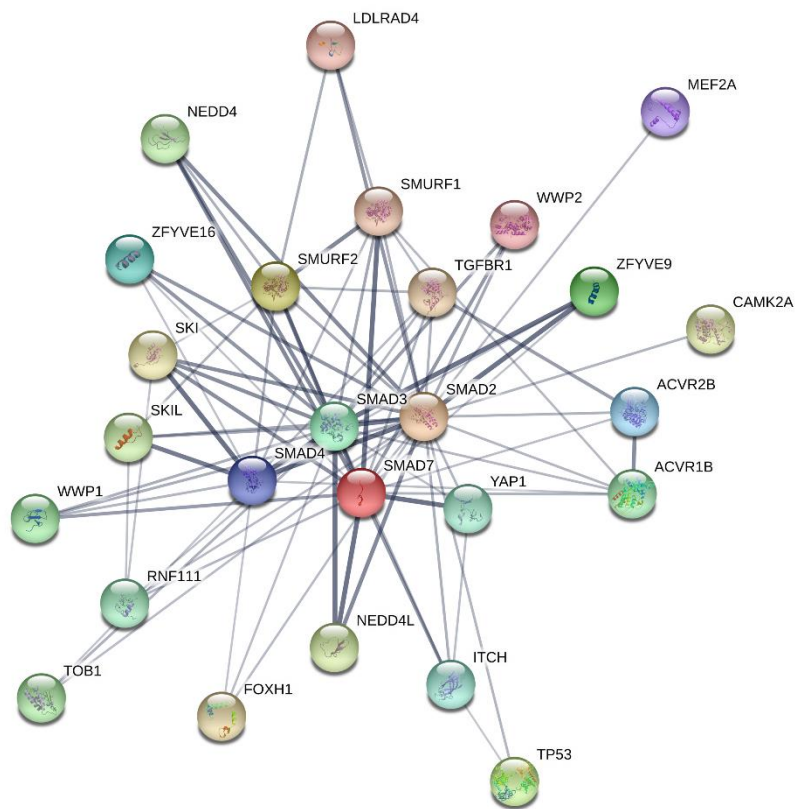 LDLRAD4
MEF2A
NEDD4
SMURF1
WWP2
ZFYVE16
SMURF2
TGFBR1
ZFYVE9
CAMK2A
SKI
SMAD3
SMAD2
ACVR2B
SKIL
SMAD4
SMAD7
YAP1
ACVR1B
WWP1
RNF111
NEDD4L
ITCH
TOB1
FOXH1
TP53